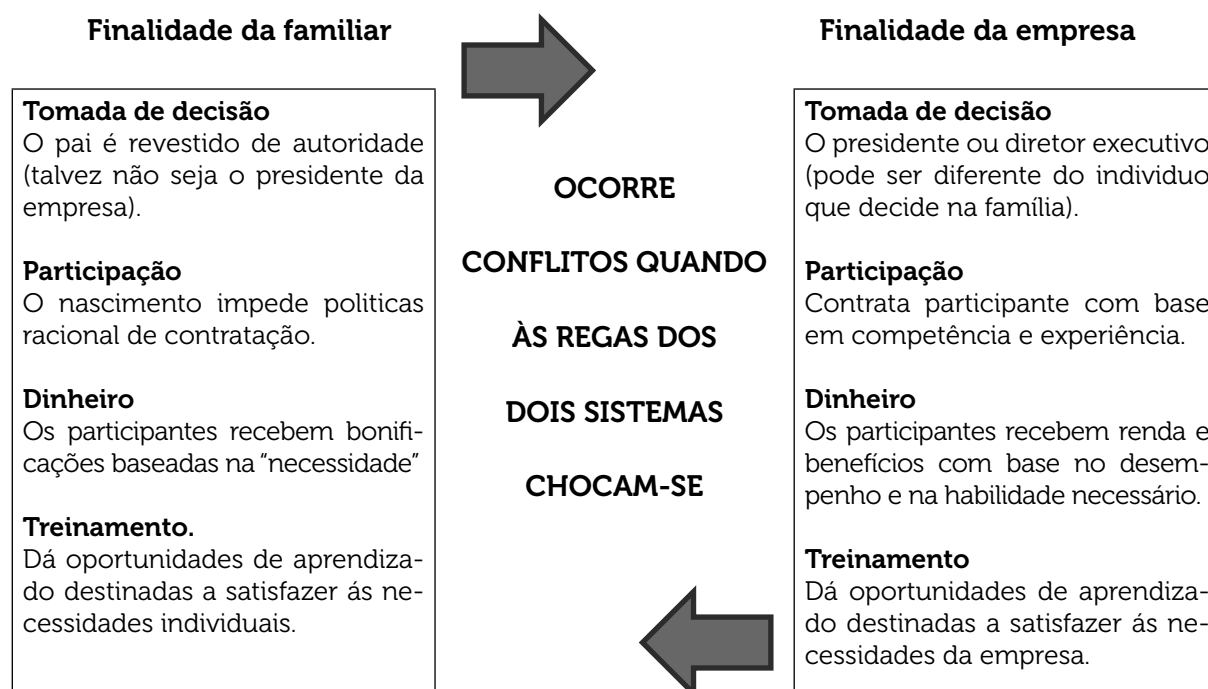 Finalidade da familiar
Tomada de decisão
O pai é revestido de autoridade
(talvez não seja o presidente da
empresa).
Participação
O nascimento impede politicas
racional de contratação.
Dinheiro
Os participantes recebem bonifi-
cações baseadas na “necessidade”
Treinamento.
Dá oportunidades de aprendiza-
do destinadas a satisfazer ás ne-
cessidades individuais.
OCORRE
CONFLITOS QUANDO
ÀS REGAS DOS
DOIS SISTEMAS
CHOCAM-SE
Finalidade da empresa
Tomada de decisão
O presidente ou diretor executivo
(pode ser diferente do individuo
que decide na família).
Participação
Contrata participante com base
em competência e experiência.
Dinheiro
Os participantes recebem renda e
benefícios com base no desem-
penho e na habilidade necessário.
Treinamento
Dá oportunidades de aprendiza-
do destinadas a satisfazer ás ne-
cessidades da empresa.